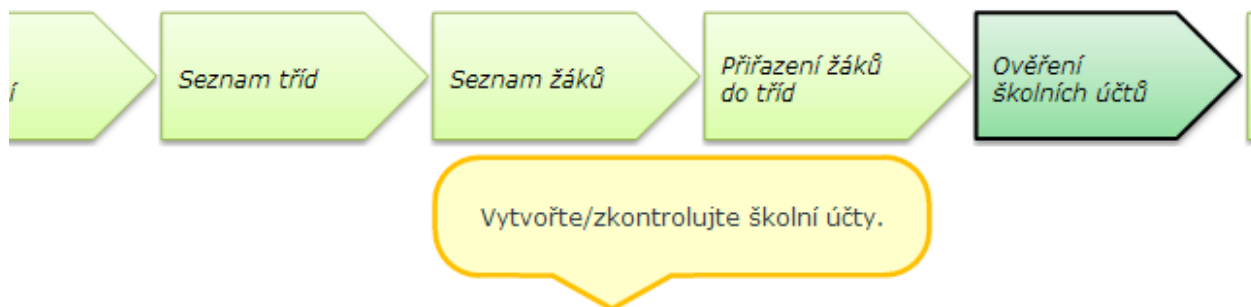 í
Seznam tříd
Seznam žáků
Přiřazení žáků
do tříd
Ověření
školních účtů
Vytvořte/zkontrolujte školní účty.